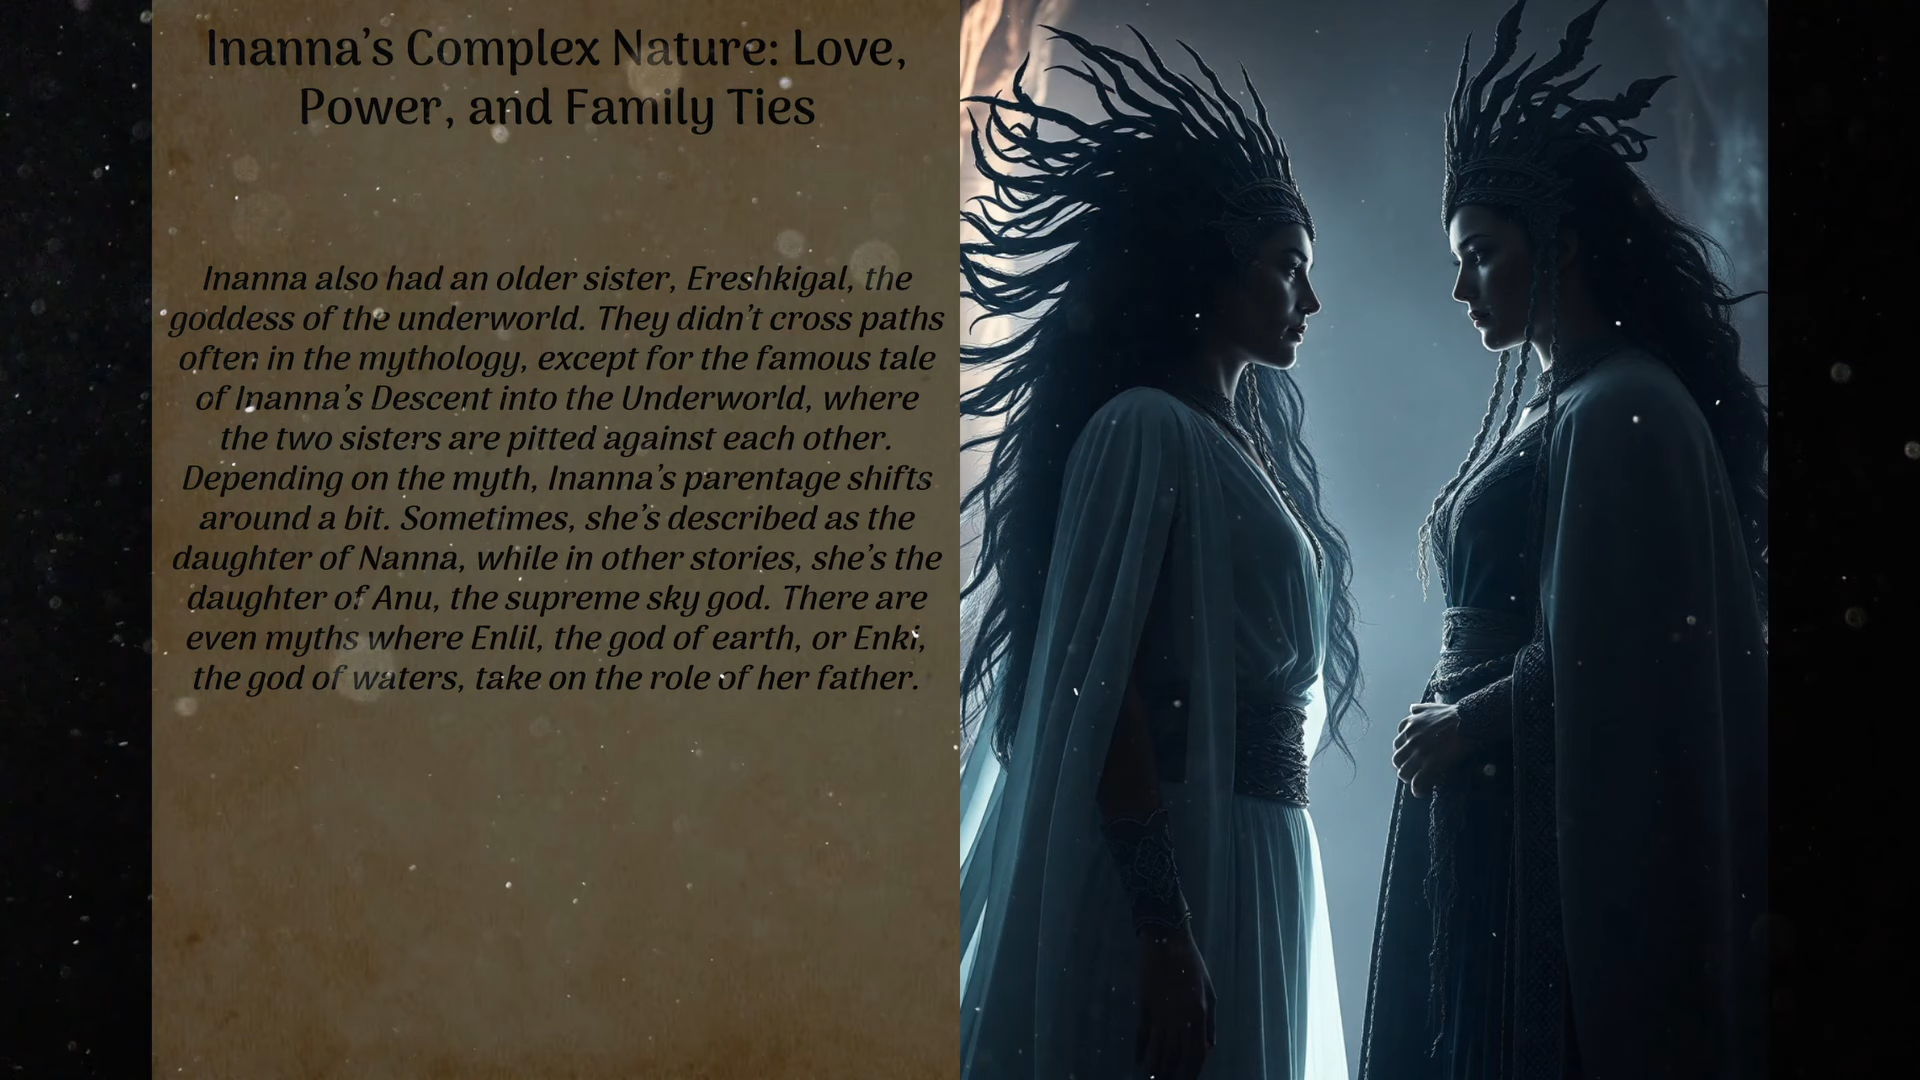 Inanna’s Complex Nature: Love,
Power, and Family Ties
Inanna also had an older sister, Ereshkigal, the
goddess of the underworld. They didn’t cross paths
often in the mythology, except for the famous tale
of Inanna’s Descent into the Underworld, where
the two sisters are pitted against each other.
Depending on the myth, Inanna’s parentage shifts
around a bit. Sometimes, she’s described as the
daughter of Nanna, while in other stories, she’s the
daughter of Anu, the supreme sky god. There are
even myths where Enlil, the god of earth, or Enki,
the god of waters, take on the role of her father.